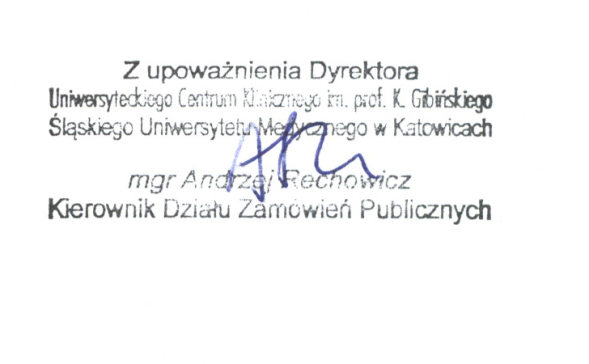 Z upoważnienia Dyrektora
Uniwersyteckiego Centrum Klinicznego im. prof. K. Gibińskiego
Śląskiego Uniwersytetu Medycznego w Katowicach
mgr Andrzej Rechowicz
Kierownik Działu Zamówień Publicznych